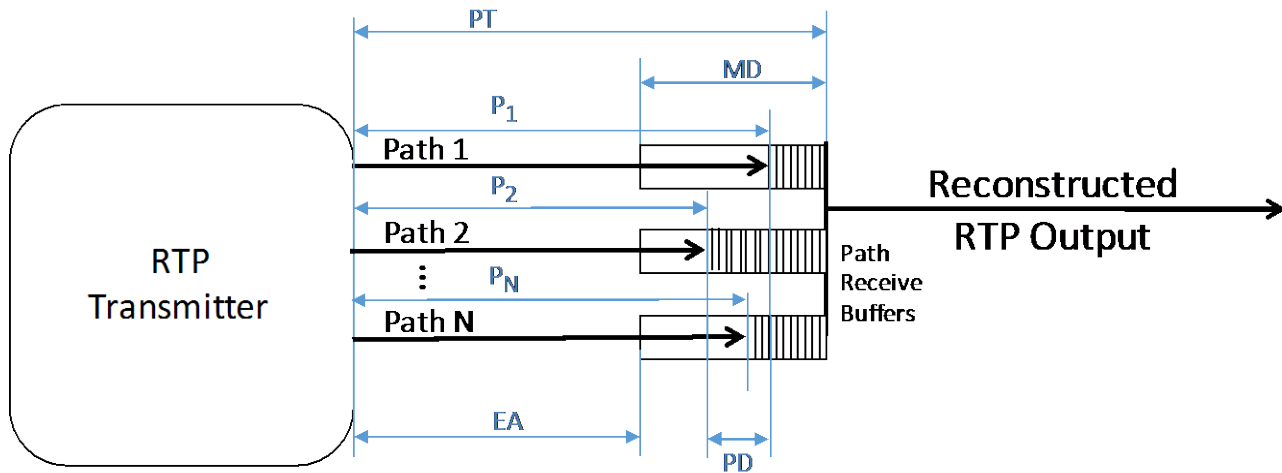 PT
MD
P1
Path 1
P2
Path 2
⋮
PN
Path N
EA
PD
RTP
Transmitter
Path
Receive
Buffers
Reconstructed
RTP Output